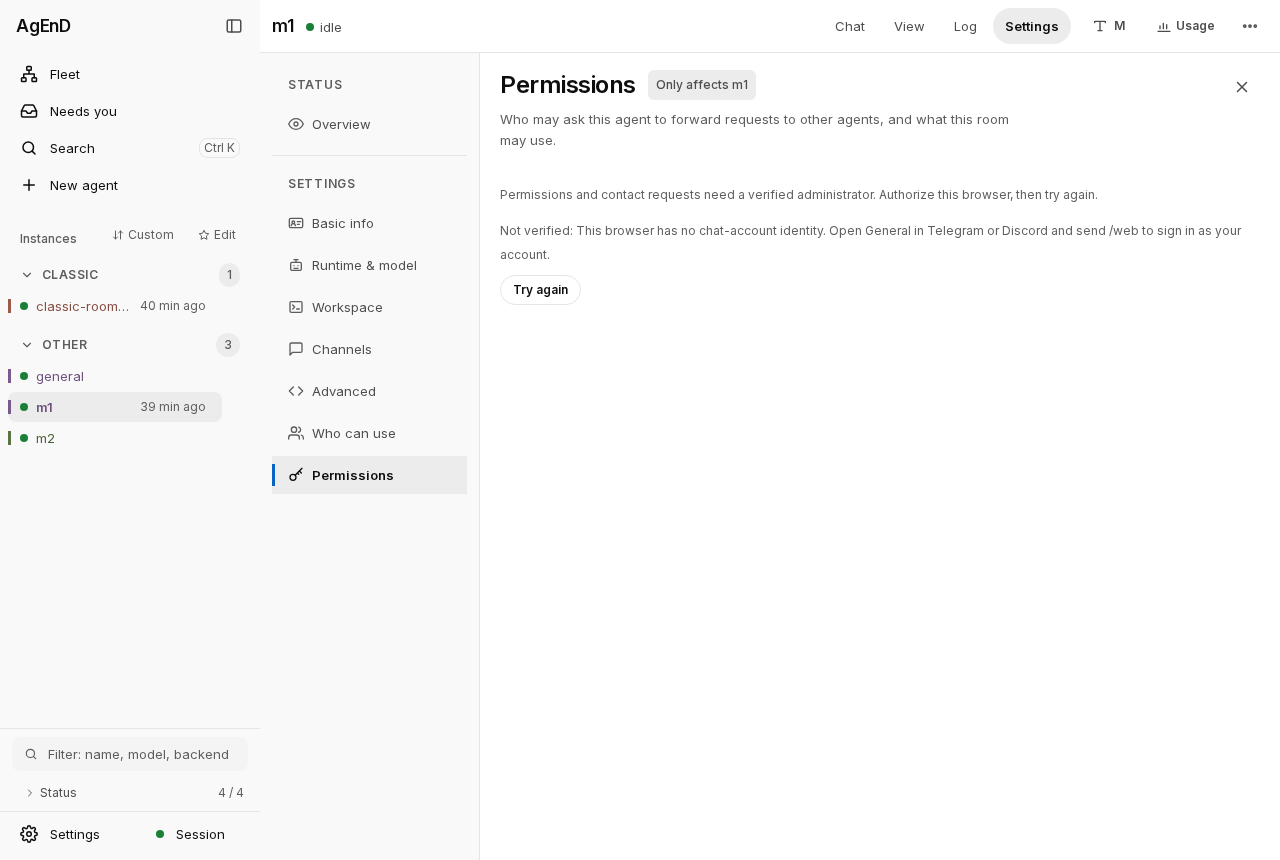 AgEnD
Fleet
Needs you
Search
Ctrl K
New agent
Instances
Custom
Edit
CLASSIC
1
classic-room…
40 min ago
OTHER
3
general
m1
39 min ago
m2
Filter: name, model, backend
Status
4 / 4
Settings
Session
m1
idle
Chat
View
Log
Settings
M
Usage
STATUS
Overview
SETTINGS
Basic info
Runtime & model
Workspace
Channels
Advanced
Who can use
Permissions
Permissions
Only affects m1
Who may ask this agent to forward requests to other agents, and what this room
may use.
Permissions and contact requests need a verified administrator. Authorize this browser, then try again.
Not verified: This browser has no chat-account identity. Open General in Telegram or Discord and send /web to sign in as your
account.
Try again